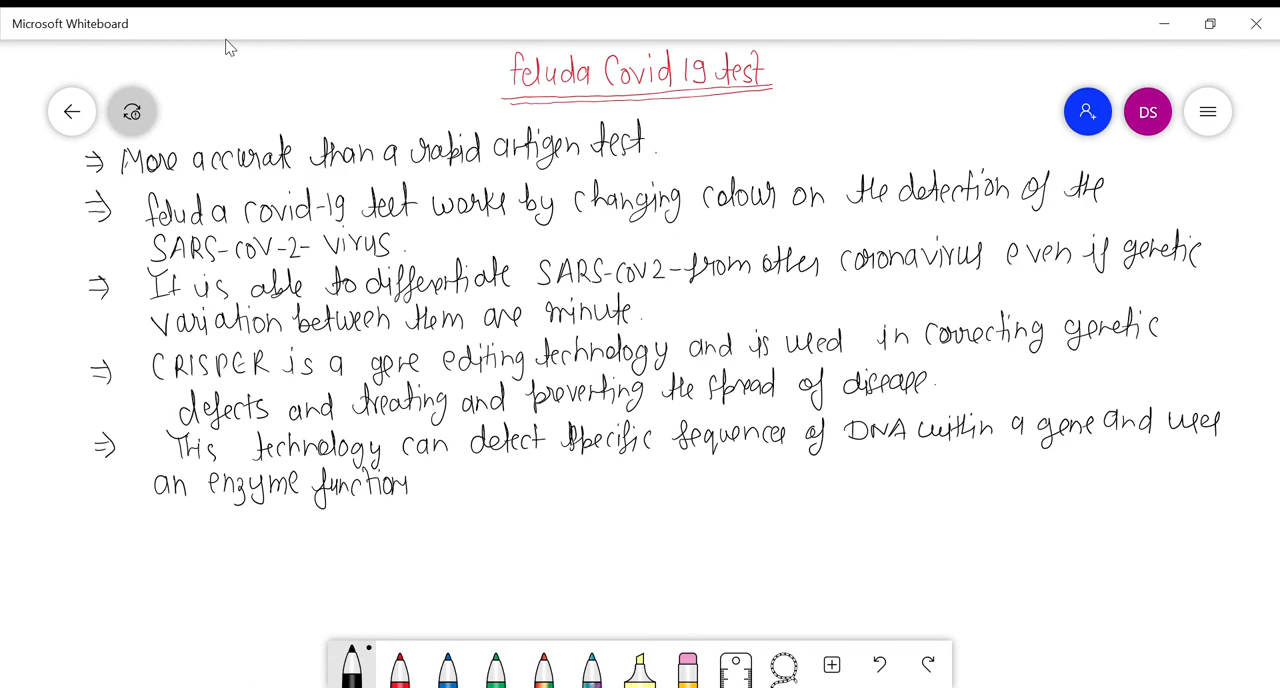 Microsoft Whiteboard
feluda Covid 19 test
DS
⇒ More accurate than a rapid antigen test.
⇒ feluda covid-19 test works by changing colour on the detection of the
SARS-COV-2- virus.
⇒ It is able to differentiate SARS-COV2-from other coronavirus even if genetic
variation between them are minute.
⇒ CRISPER is a gene editing technology and is used in correcting genetic
defects and treating and preventing the spread of disease.
⇒ This technology can detect specific sequences of DNA within a gene and uses
an enzyme function